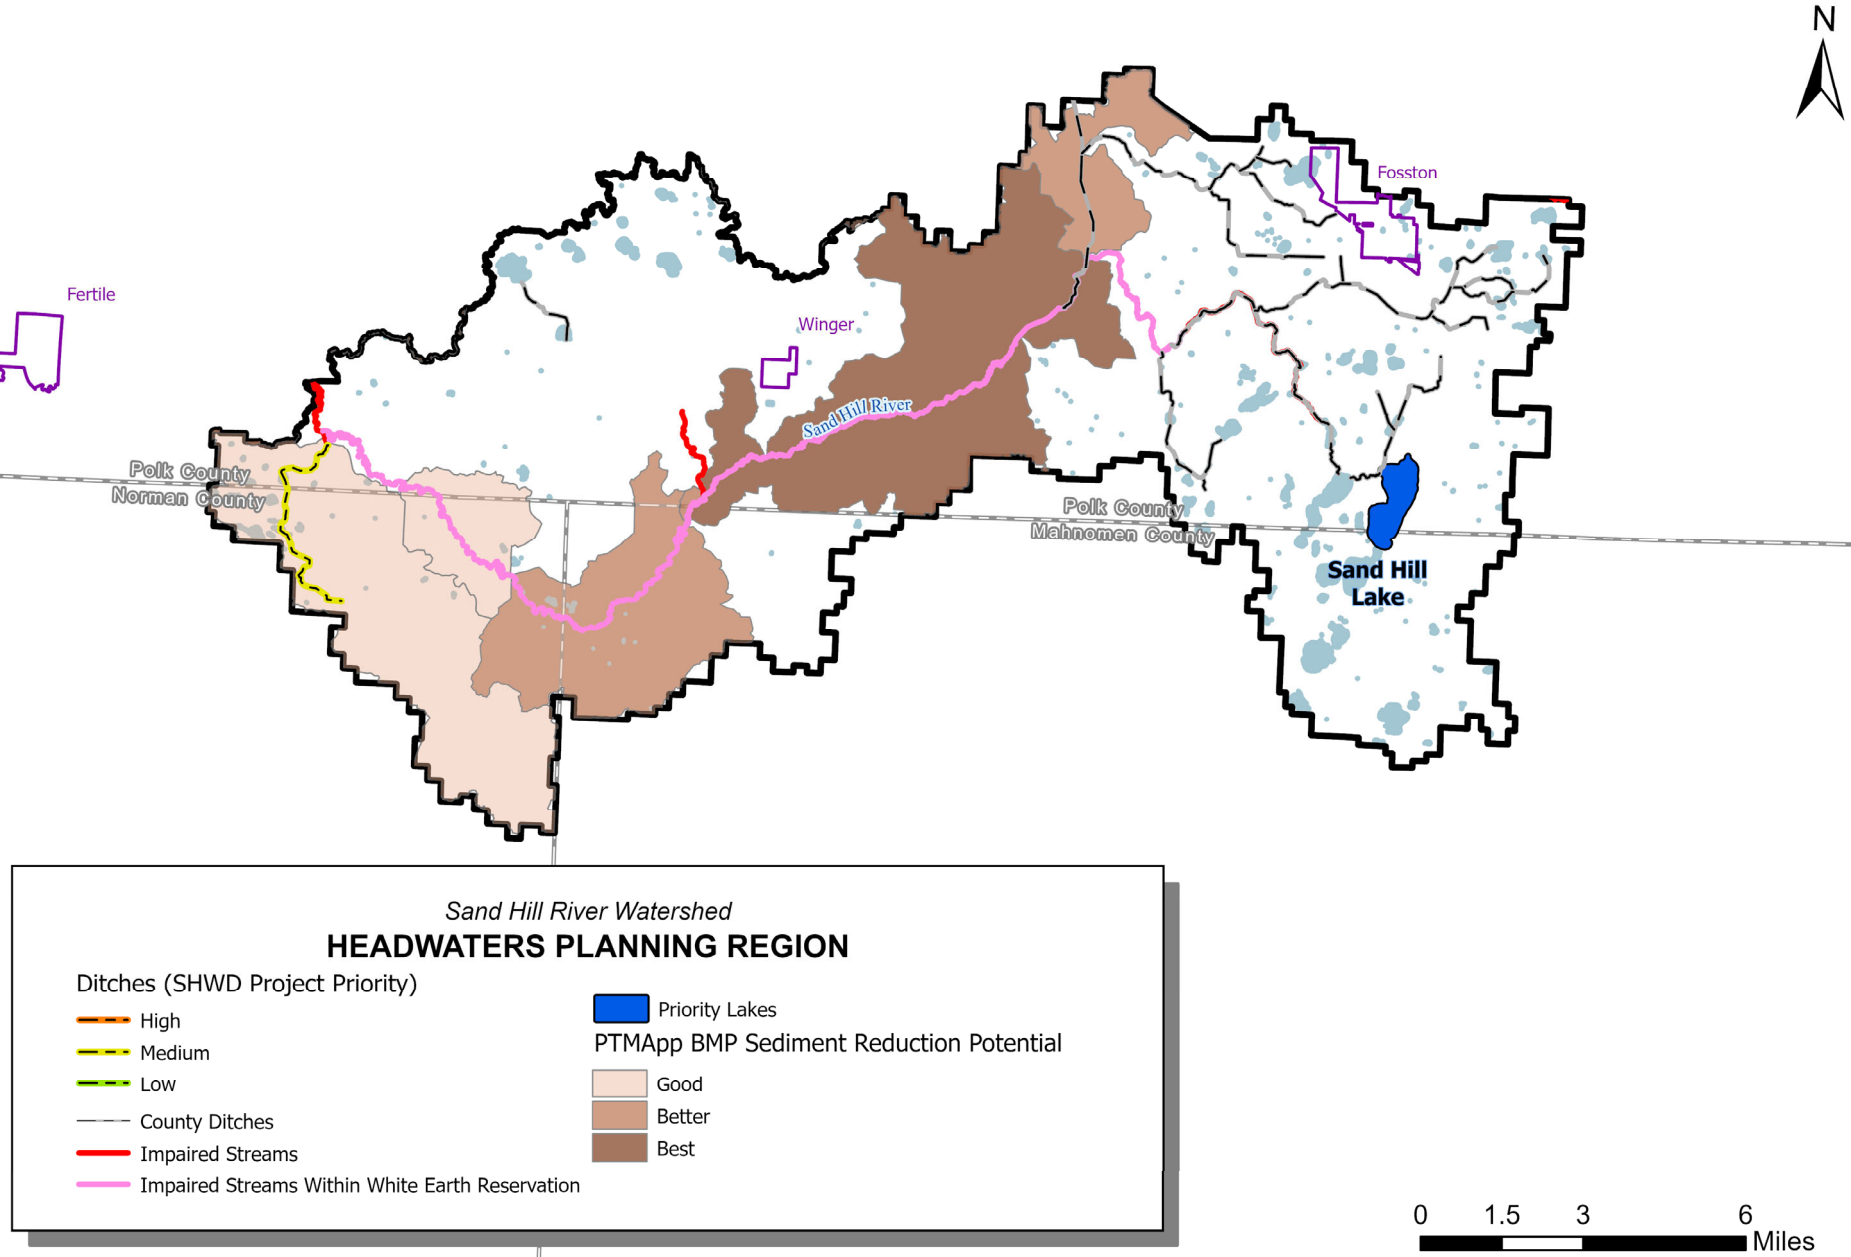 N
Fosston
Fertile
Winger
Sand Hill River
Polk County
Norman County
Polk County
Mahnomen County
Sand Hill
Lake
Sand Hill River Watershed
HEADWATERS PLANNING REGION
Ditches (SHWD Project Priority)
High
Medium
Low
County Ditches
Impaired Streams
Impaired Streams Within White Earth Reservation
Priority Lakes
PTMApp BMP Sediment Reduction Potential
Good
Better
Best
0 1.5 3 6
Miles